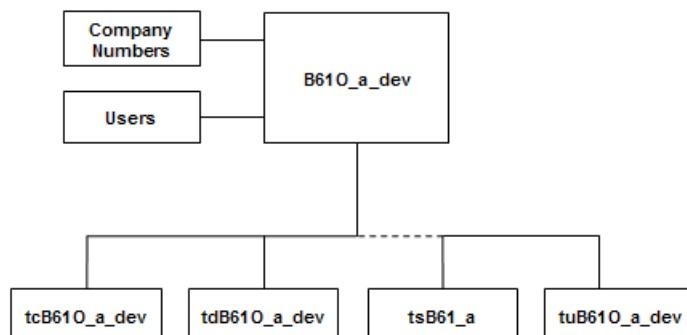 Company
Numbers
B61O_a_dev
Users
tcB61O_a_dev
tdB61O_a_dev
tsB61_a
tuB61O_a_dev